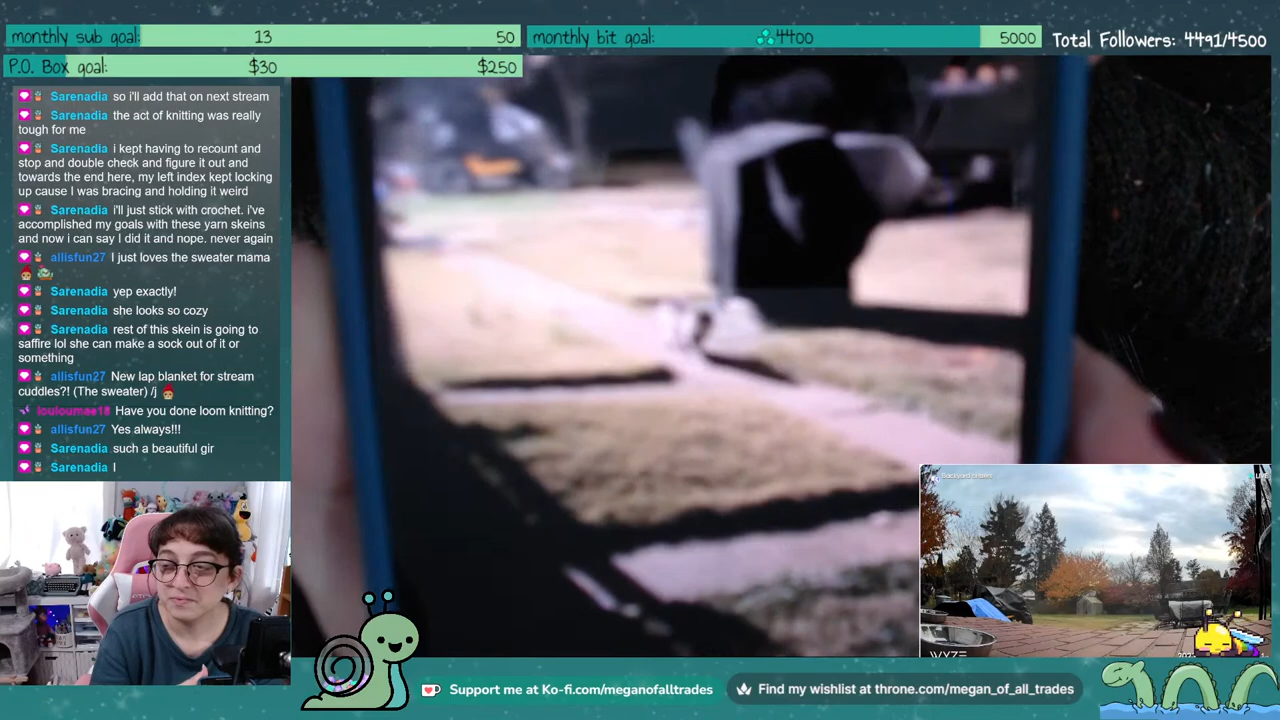 monthly sub goal: 13 50
monthly bit goal: 4400 5000
Total Followers: 4491/4500
P.O. Box goal: $30 $250
Sarenadia so i'll add that on next stream
Sarenadia the act of knitting was really
tough for me
Sarenadia i kept having to recount and
stop and double check and figure it out and
towards the end here, my left index kept locking
up cause I was bracing and holding it weird
Sarenadia i'll just stick with crochet. i've
accomplished my goals with these yarn skeins
and now i can say I did it and nope. never again
allisfun27 I just loves the sweater mama
Sarenadia yep exactly!
Sarenadia she looks so cozy
Sarenadia rest of this skein is going to
saffire lol she can make a sock out of it or
something
allisfun27 New lap blanket for stream
cuddles?! (The sweater) /j
louloumae18 Have you done loom knitting?
allisfun27 Yes always!!!
Sarenadia such a beautiful gir
Sarenadia I
WYZE
Support me at Ko-fi.com/meganofalltrades
Find my wishlist at throne.com/megan_of_all_trades